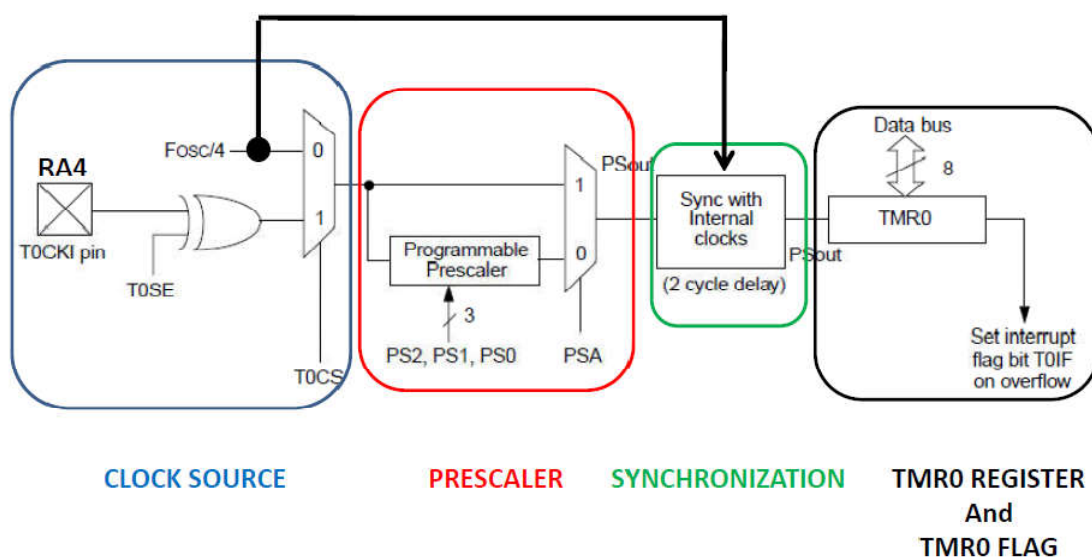 Data bus
8
Fosc/4
0
RA4
1
T0CKI pin
T0SE
T0CS
1
0
Programmable
Prescaler
3
PS2, PS1, PS0
PSA
PSout
Sync with
Internal
clocks
(2 cycle delay)
PSout
TMR0
Set interrupt
flag bit T0IF
on overflow
CLOCK SOURCE
PRESCALER
SYNCHRONIZATION
TMR0 REGISTER
And
TMR0 FLAG